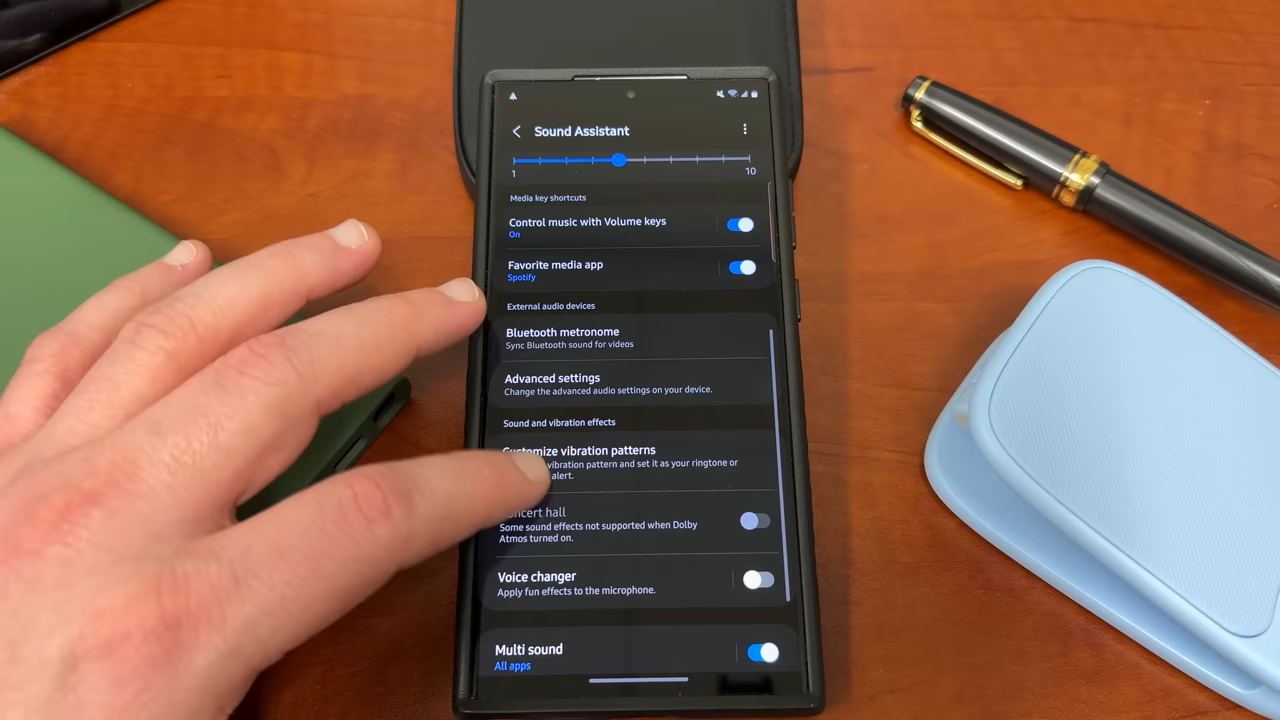 Sound Assistant
1
10
Media key shortcuts
Control music with Volume keys
On
Favorite media app
Spotify
External audio devices
Bluetooth metronome
Sync Bluetooth sound for videos
Advanced settings
Change the advanced audio settings on your device.
Sound and vibration effects
Customize vibration patterns
vibration pattern and set it as your ringtone or
alert.
Concert hall
Some sound effects not supported when Dolby
Atmos turned on.
Voice changer
Apply fun effects to the microphone.
Multi sound
All apps